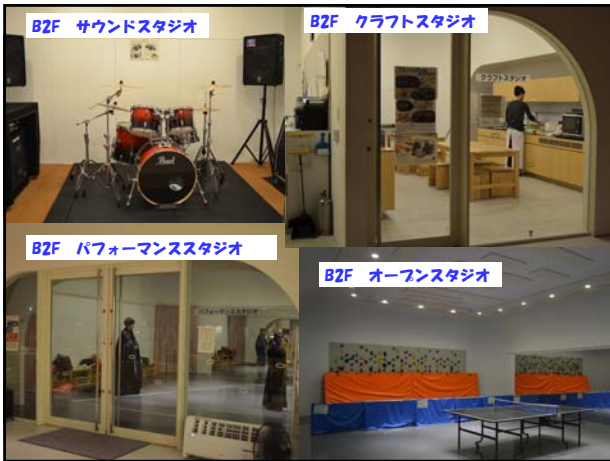 B2F サウンドスタジオ
B2F クラフトスタジオ
クラフトスタジオ
Pearl
B2F パフォーマンススタジオ
パフォーマンススタジオ
B2F オープンスタジオ